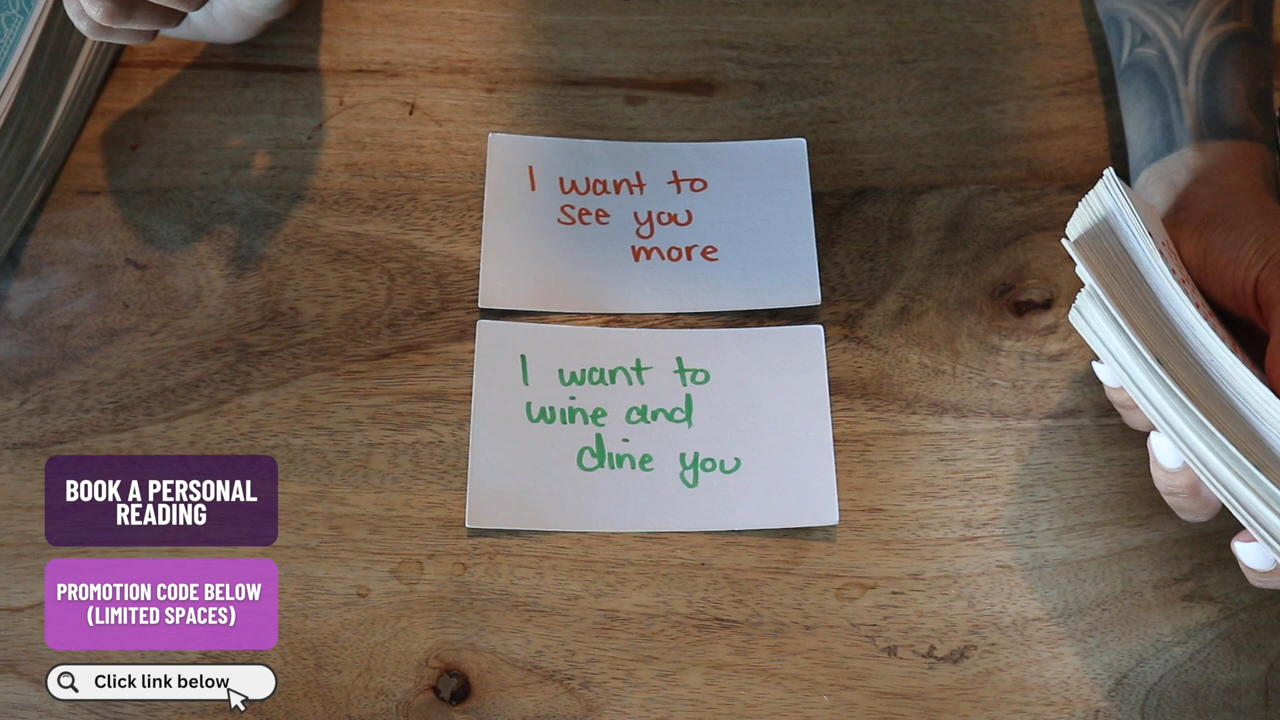 I want to
see you
more
I want to
wine and
dine you
BOOK A PERSONAL
READING
PROMOTION CODE BELOW
(LIMITED SPACES)
Click link below